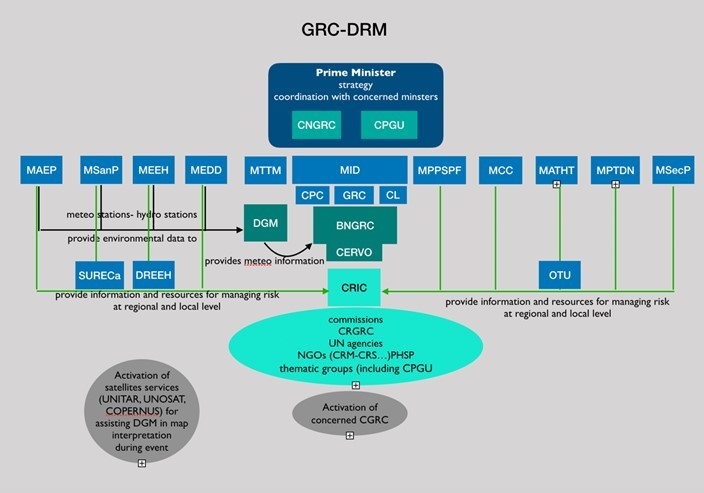 GRC-DRM
Prime Minister
strategy
coordination with concerned minsters
CNGRC CPGU
MAEP MSanP MEEH MEDD MTTM MID MPPSPF MCC MATHT MPTDN MSecP
CPC GRC CL
DGM
BNGRC
CERVO
meteo stations- hydro stations
provide environmental data to
provides meteo information
SURECa DREEH
CRIC
OTU
provide information and resources for managing risk
at regional and local level
provide information and resources for managing risk
at regional and local level
commissions
CRGRC
UN agencies
NGOs (CRM-CRS...)PHSP
thematic groups (including CPGU
Activation of
satellites services
(UNITAR, UNOSAT,
COPERNUS) for
assisting DGM in map
interpretation
during event
Activation of
concerned CGRC